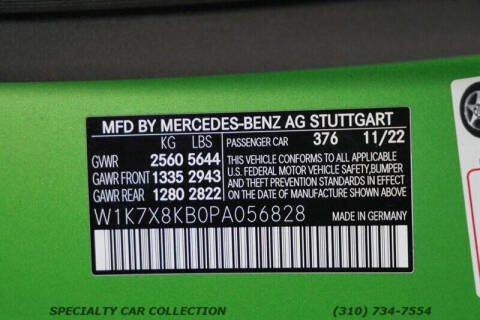 MFD BY MERCEDES-BENZ AG STUTTGART
KG LBS PASSENGER CAR 376 11/22
GVWR 2560 5644
GAWR FRONT 1335 2943
GAWR REAR 1280 2822
THIS VEHICLE CONFORMS TO ALL APPLICABLE
U.S. FEDERAL MOTOR VEHICLE SAFETY, BUMPER
AND THEFT PREVENTION STANDARDS IN EFFECT
ON THE DATE OF MANUFACTURE SHOWN ABOVE
W1K7X8KB0PA056828 MADE IN GERMANY
SPECIALTY CAR COLLECTION (310) 734-7554